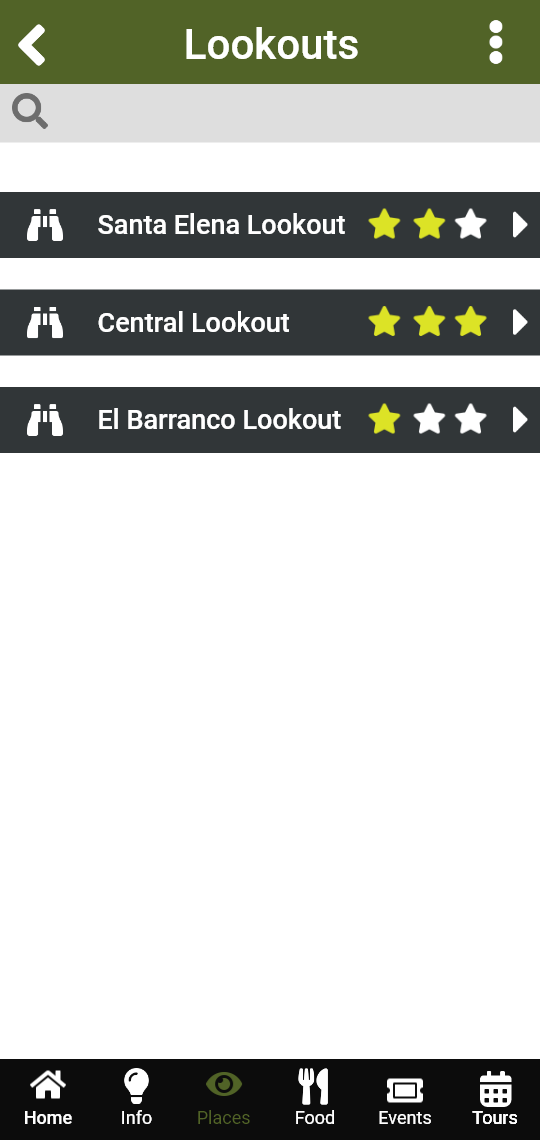 Lookouts
Santa Elena Lookout
Central Lookout
El Barranco Lookout
Home Info Places Food Events Tours